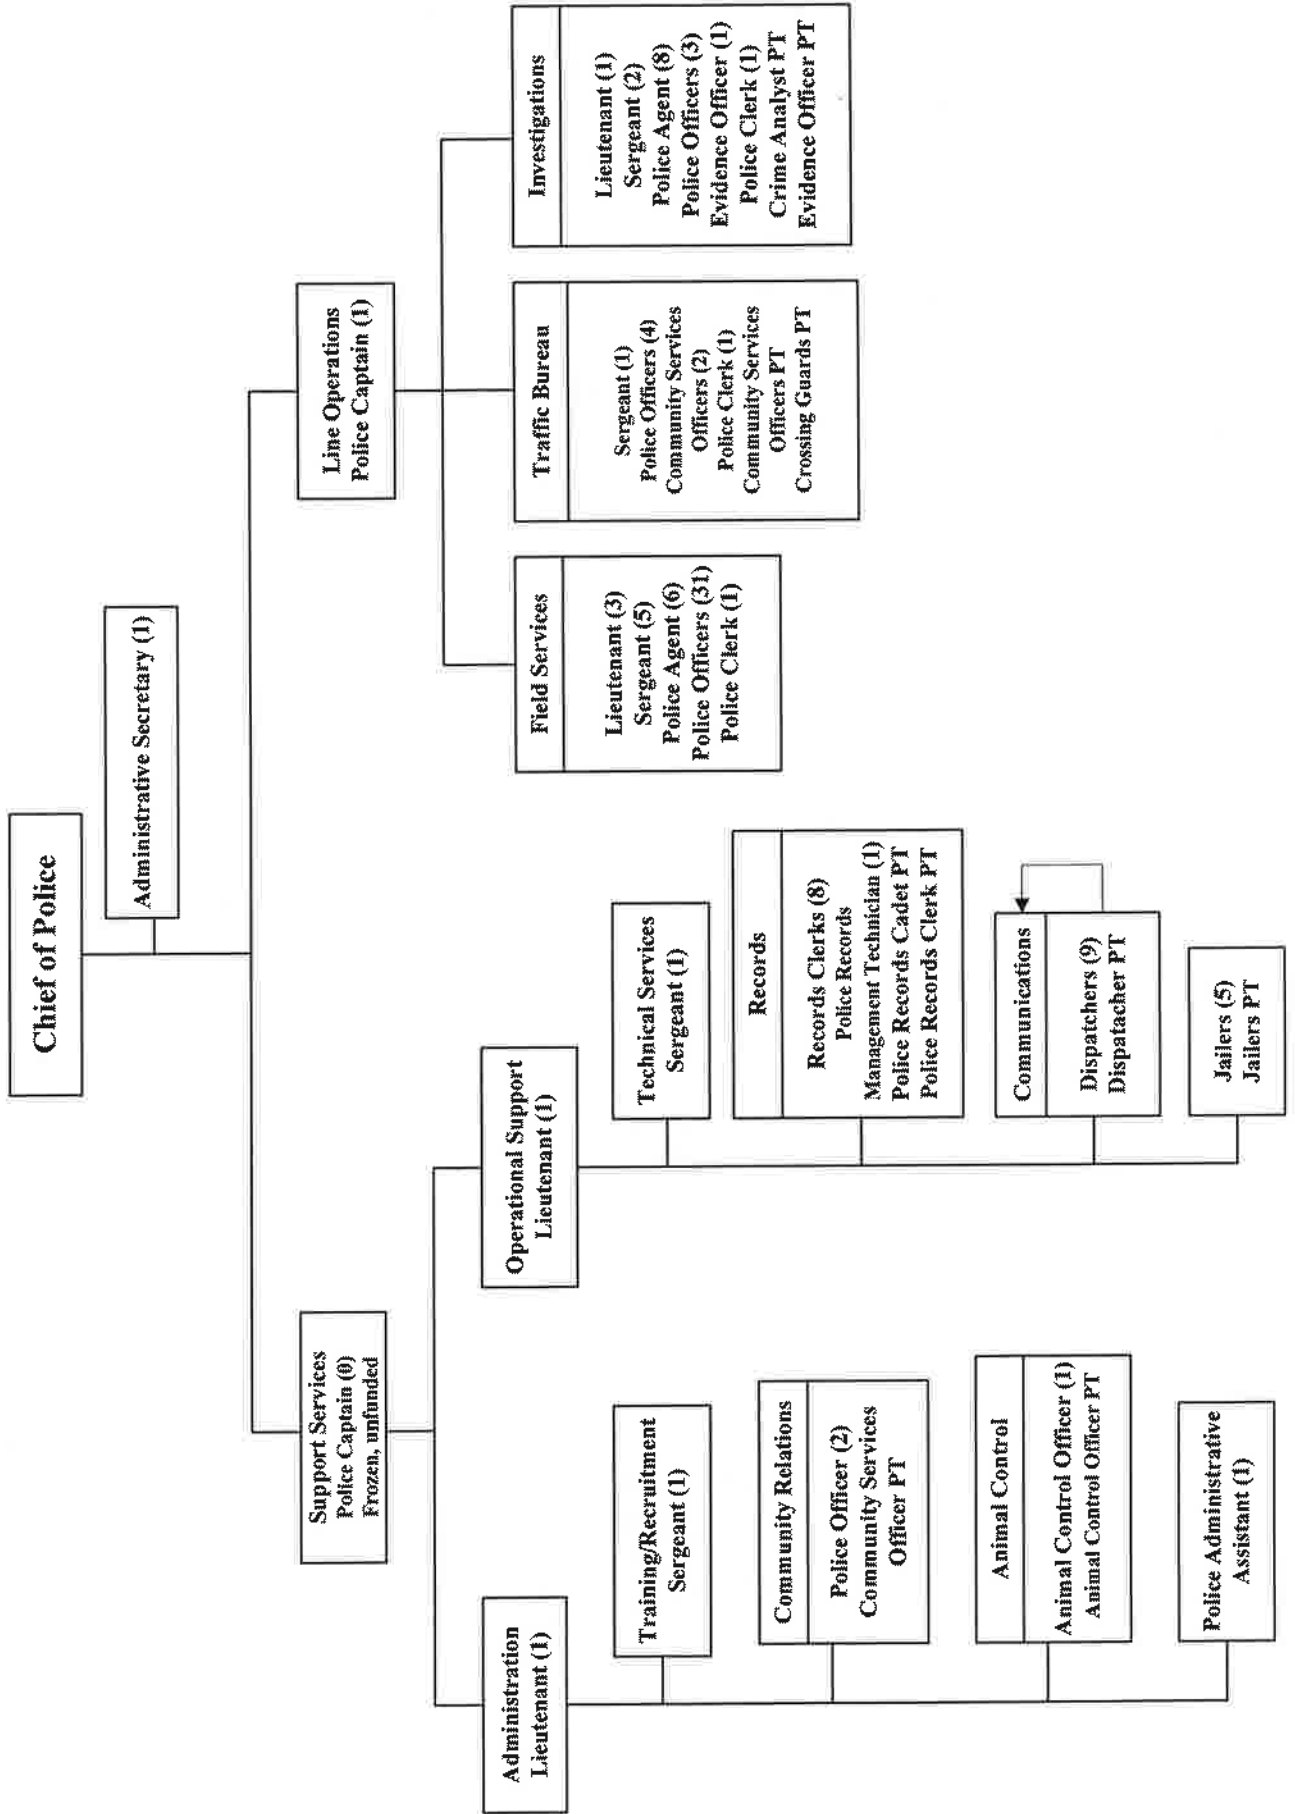 Chief of Police
Administrative Secretary (1)
Support Services
Police Captain (0)
Frozen, unfunded
Line Operations
Police Captain (1)
Administration
Lieutenant (1)
Operational Support
Lieutenant (1)
Training/Recruitment
Sergeant (1)
Community Relations
Police Officer (2)
Community Services
Officer PT
Animal Control
Animal Control Officer (1)
Animal Control Officer PT
Police Administrative
Assistant (1)
Technical Services
Sergeant (1)
Records
Records Clerks (8)
Police Records
Management Technician (1)
Police Records Cadet PT
Police Records Clerk PT
Communications
Dispatchers (9)
Dispatacher PT
Jailers (5)
Jailers PT
Field Services
Lieutenant (3)
Sergeant (5)
Police Agent (6)
Police Officers (31)
Police Clerk (1)
Traffic Bureau
Sergeant (1)
Police Officers (4)
Community Services
Officers (2)
Police Clerk (1)
Community Services
Officers PT
Crossing Guards PT
Investigations
Lieutenant (1)
Sergeant (2)
Police Agent (8)
Police Officers (3)
Evidence Officer (1)
Police Clerk (1)
Crime Analyst PT
Evidence Officer PT